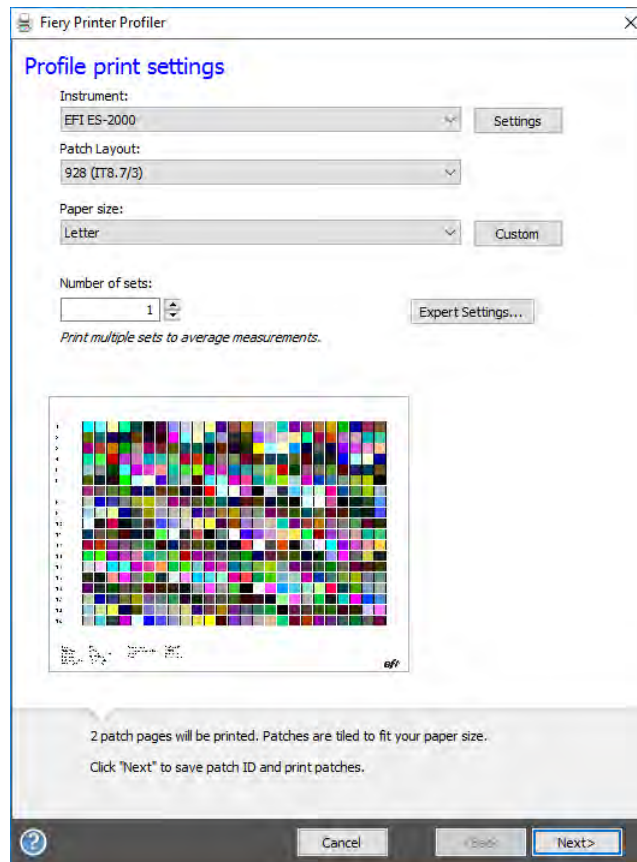 Fiery Printer Profiler
Profile print settings
Instrument:
EFI ES-2000
Settings
Patch Layout:
928 (IT8.7/3)
Paper size:
Letter
Custom
Number of sets:
1
Expert Settings...
Print multiple sets to average measurements.
efi
2 patch pages will be printed. Patches are tiled to fit your paper size.
Click "Next" to save patch ID and print patches.
?
Cancel
<Back
Next>